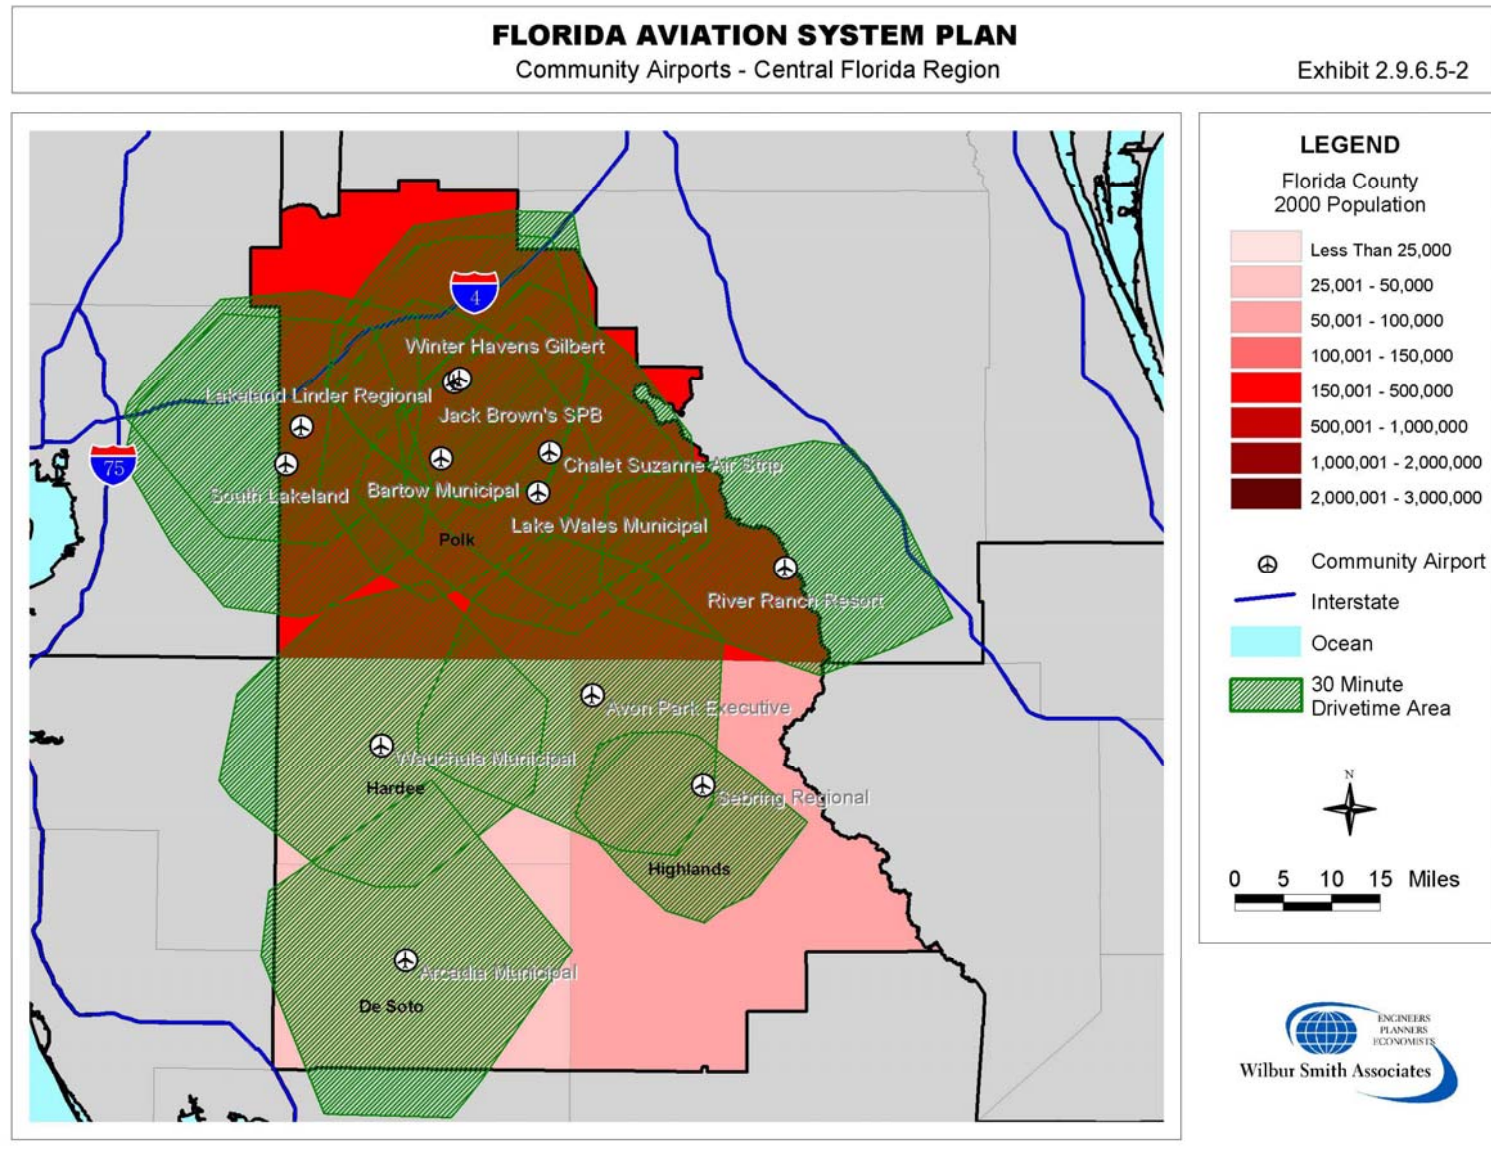 FLORIDA AVIATION SYSTEM PLAN
Community Airports - Central Florida Region
Exhibit 2.9.6.5-2
4
Winter Havens Gilbert
Lakeland Linder Regional
Jack Brown's SPB
75
Chalet Suzanne Air Strip
South Lakeland
Bartow Municipal
Lake Wales Municipal
Polk
River Ranch Resort
Avon Park Executive
Wauchula Municipal
Hardee
Sebring Regional
Highlands
Arcadia Municipal
De Soto
LEGEND
Florida County
2000 Population
Less Than 25,000
25,001 - 50,000
50,001 - 100,000
100,001 - 150,000
150,001 - 500,000
500,001 - 1,000,000
1,000,001 - 2,000,000
2,000,001 - 3,000,000
Community Airport
Interstate
Ocean
30 Minute
Drivetime Area
N
0 5 10 15 Miles
ENGINEERS
PLANNERS
ECONOMISTS
Wilbur Smith Associates